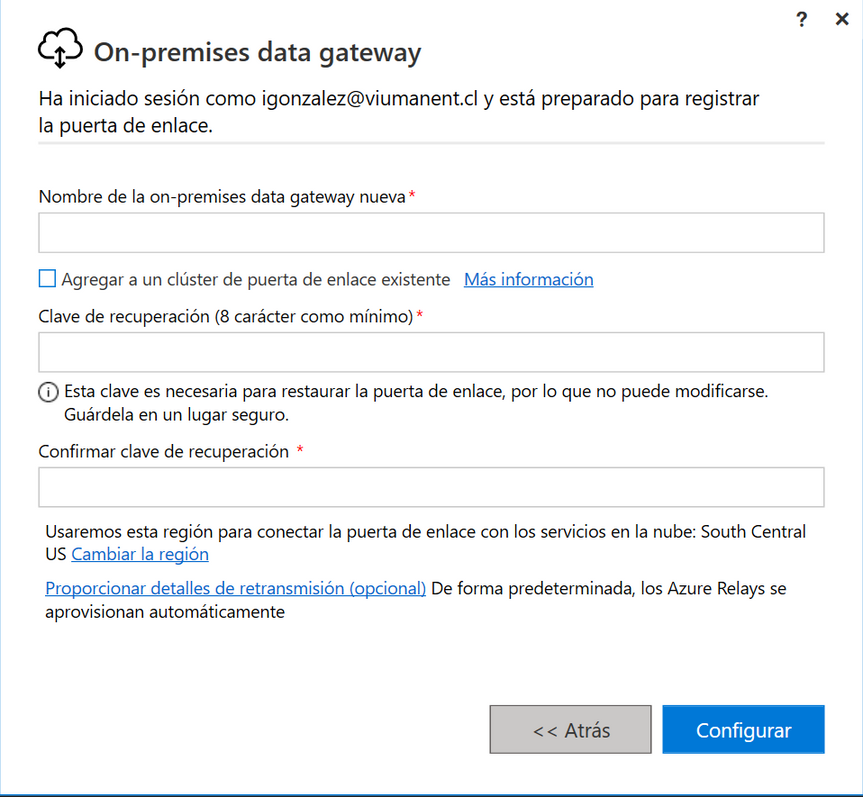 ? ×
On-premises data gateway
Ha iniciado sesión como igonzalez@viumanent.cl y está preparado para registrar
la puerta de enlace.
Nombre de la on-premises data gateway nueva*
Agregar a un clúster de puerta de enlace existente Más información
Clave de recuperación (8 carácter como mínimo)*
Esta clave es necesaria para restaurar la puerta de enlace, por lo que no puede modificarse.
Guárdela en un lugar seguro.
Confirmar clave de recuperación *
Usaremos esta región para conectar la puerta de enlace con los servicios en la nube: South Central
US Cambiar la región
Proporcionar detalles de retransmisión (opcional) De forma predeterminada, los Azure Relays se
aprovisionan automáticamente
<< Atrás
Configurar